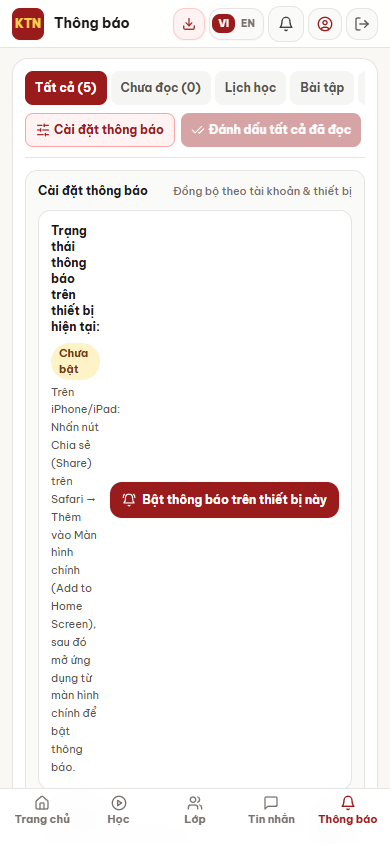 KTN
Thông báo
VI EN
Tất cả (5)
Chưa đọc (0)
Lịch học
Bài tập
Cài đặt thông báo
Đánh dấu tất cả đã đọc
Cài đặt thông báo
Đồng bộ theo tài khoản & thiết bị
Trạng
thái
thông
báo
trên
thiết bị
hiện tại:
Chưa
bật
Trên
iPhone/iPad:
Nhấn nút
Chia sẻ
(Share)
trên
Safari →
Thêm
vào Màn
hình
chính
(Add to
Home
Screen),
sau đó
mở ứng
dụng từ
màn hình
chính để
bật
thông
báo.
Bật thông báo trên thiết bị này
Trang chủ
Học
Lớp
Tin nhắn
Thông báo